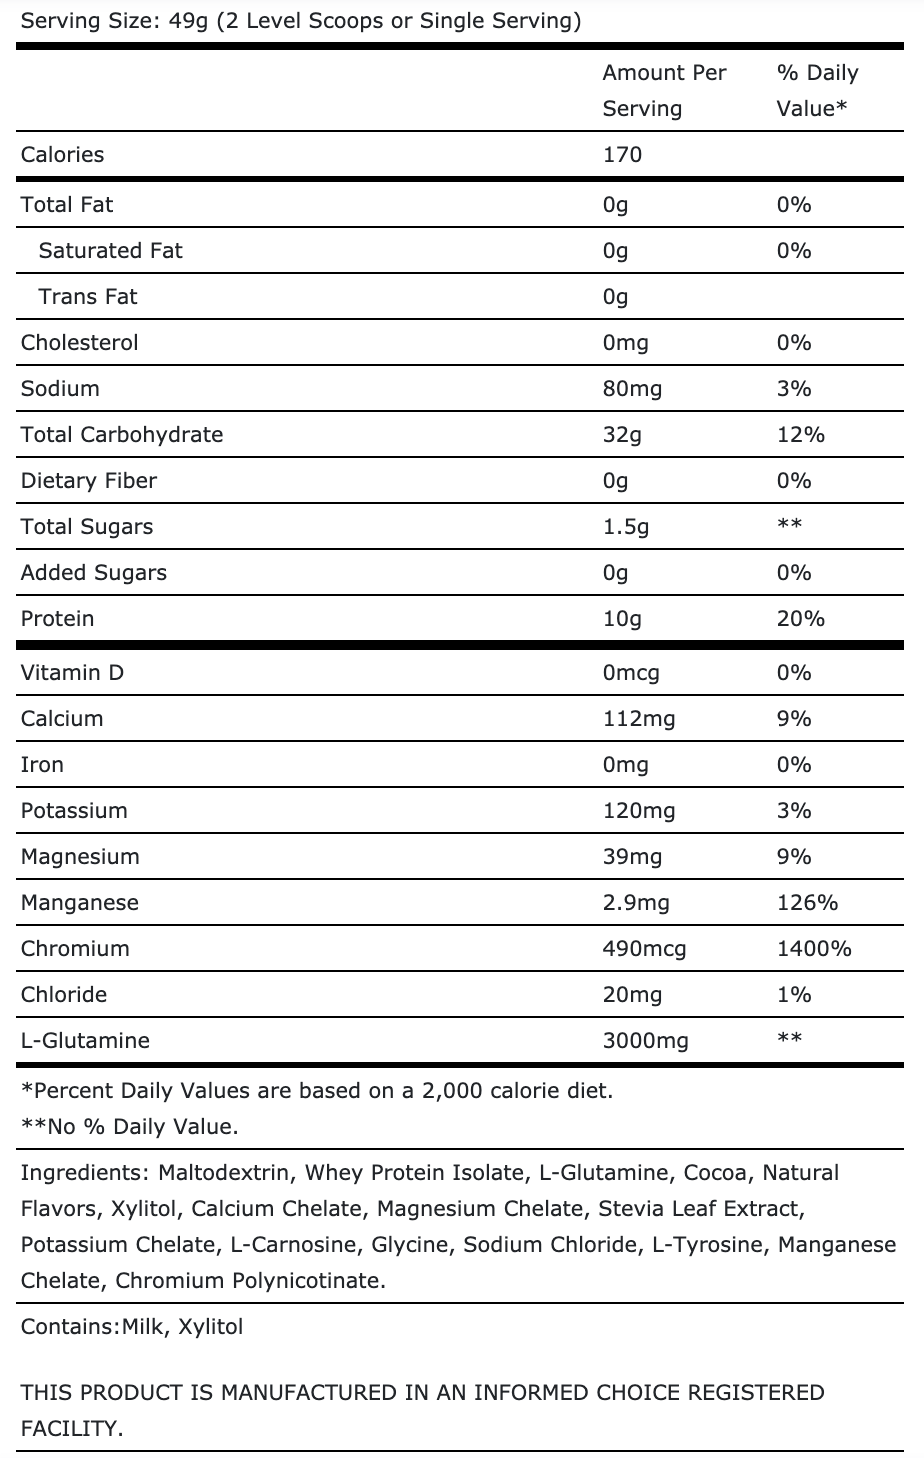 Serving Size: 49g (2 Level Scoops or Single Serving)
Amount Per Serving % Daily Value*
Calories 170
Total Fat 0g 0%
Saturated Fat 0g 0%
Trans Fat 0g
Cholesterol 0mg 0%
Sodium 80mg 3%
Total Carbohydrate 32g 12%
Dietary Fiber 0g 0%
Total Sugars 1.5g **
Added Sugars 0g 0%
Protein 10g 20%
Vitamin D 0mcg 0%
Calcium 112mg 9%
Iron 0mg 0%
Potassium 120mg 3%
Magnesium 39mg 9%
Manganese 2.9mg 126%
Chromium 490mcg 1400%
Chloride 20mg 1%
L-Glutamine 3000mg **
*Percent Daily Values are based on a 2,000 calorie diet.
**No % Daily Value.
Ingredients: Maltodextrin, Whey Protein Isolate, L-Glutamine, Cocoa, Natural
Flavors, Xylitol, Calcium Chelate, Magnesium Chelate, Stevia Leaf Extract,
Potassium Chelate, L-Carnosine, Glycine, Sodium Chloride, L-Tyrosine, Manganese
Chelate, Chromium Polynicotinate.
Contains:Milk, Xylitol
THIS PRODUCT IS MANUFACTURED IN AN INFORMED CHOICE REGISTERED
FACILITY.